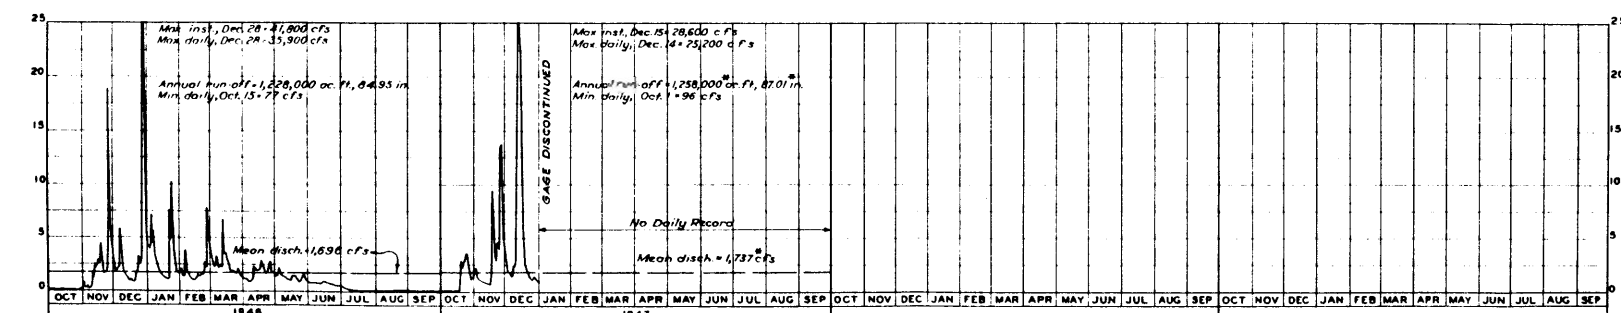 25
20
15
10
5
0
Max inst., Dec. 28 = 41,800 cfs
Max daily, Dec. 28 = 35,900 cfs
Annual run-off = 1,228,000 ac. ft, 84.95 in.
Min daily, Oct. 15 = 77 cfs
Mean disch. = 1,696 cfs
Max inst., Dec. 15 = 28,600 cfs
Max daily, Dec. 14 = 25,200 cfs
Annual run-off = 1,258,000* ac. ft, 87.01* in.
Min daily, Oct. 1 = 96 cfs
GAGE DISCONTINUED
No Daily Record
Mean disch. = 1,737* cfs
25
20
15
10
5
0
OCT NOV DEC JAN FEB MAR APR MAY JUN JUL AUG SEP OCT NOV DEC JAN FEB MAR APR MAY JUN JUL AUG SEP OCT NOV DEC JAN FEB MAR APR MAY JUN JUL AUG SEP OCT NOV DEC JAN FEB MAR APR MAY JUN JUL AUG SEP
1946 1947